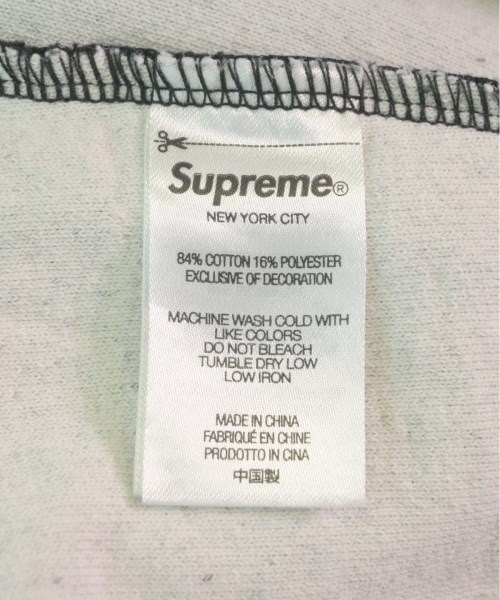 Supreme®
NEW YORK CITY
84% COTTON 16% POLYESTER
EXCLUSIVE OF DECORATION
MACHINE WASH COLD WITH
LIKE COLORS
DO NOT BLEACH
TUMBLE DRY LOW
LOW IRON
MADE IN CHINA
FABRIQUÉ EN CHINE
PRODOTTO IN CINA
中国製